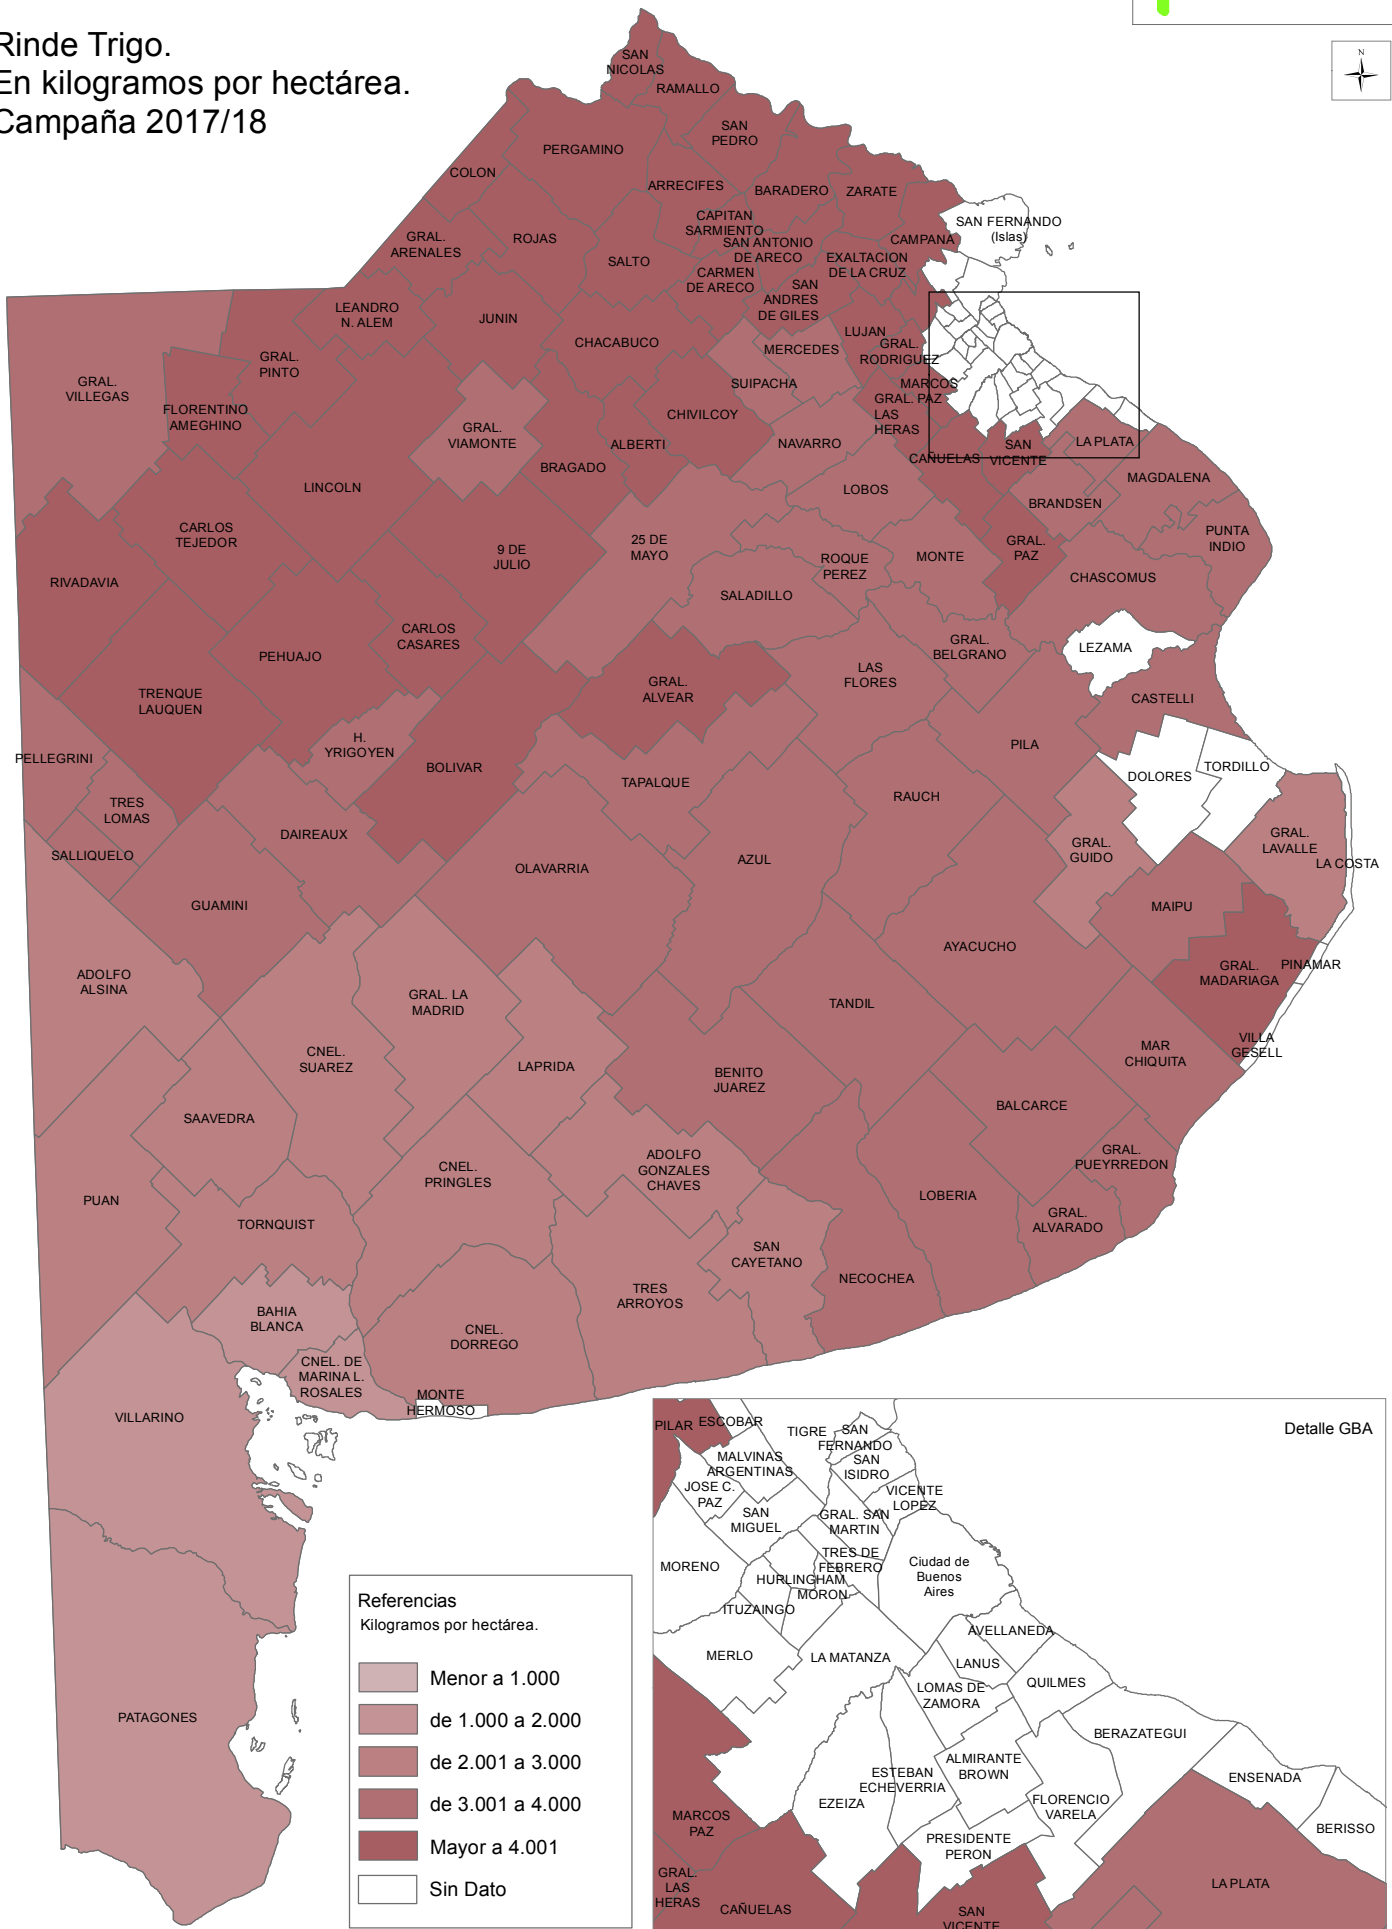 Rinde Trigo.
En kilogramos por hectárea.
Campaña 2017/18
N
SAN
NICOLAS
RAMALLO
SAN
PEDRO
PERGAMINO
COLON
ARRECIFES
BARADERO
ZARATE
CAPITAN
SARMIENTO
SAN FERNANDO
(Islas)
GRAL.
ARENALES
ROJAS
SALTO
SAN ANTONIO
DE ARECO
CAMPANA
EXALTACION
DE LA CRUZ
CARMEN
DE ARECO
SAN
ANDRES
DE GILES
LEANDRO
N. ALEM
JUNIN
CHACABUCO
MERCEDES
LUJAN
GRAL.
RODRIGUEZ
GRAL.
VILLEGAS
GRAL.
PINTO
FLORENTINO
AMEGHINO
SUIPACHA
MARCOS
PAZ
GRAL.
LAS
HERAS
GRAL.
VIAMONTE
CHIVILCOY
ALBERTI
NAVARRO
CAÑUELAS
SAN
VICENTE
LA PLATA
BRAGADO
LINCOLN
LOBOS
MAGDALENA
BRANDSEN
CARLOS
TEJEDOR
9 DE
JULIO
25 DE
MAYO
ROQUE
PEREZ
MONTE
GRAL.
PAZ
PUNTA
INDIO
RIVADAVIA
CHASCOMUS
SALADILLO
CARLOS
CASARES
PEHUAJO
GRAL.
BELGRANO
LEZAMA
LAS
FLORES
GRAL.
ALVEAR
TRENQUE
LAUQUEN
CASTELLI
H.
YRIGOYEN
PELLEGRINI
BOLIVAR
PILA
DOLORES
TORDILLO
TAPALQUE
RAUCH
TRES
LOMAS
DAIREAUX
GRAL.
GUIDO
GRAL.
LAVALLE
LA COSTA
SALLIQUELO
OLAVARRIA
AZUL
GUAMINI
MAIPU
AYACUCHO
ADOLFO
ALSINA
GRAL.
MADARIAGA
PINAMAR
GRAL. LA
MADRID
TANDIL
CNEL.
SUAREZ
LAPRIDA
MAR
CHIQUITA
VILLA
GESELL
BENITO
JUAREZ
BALCARCE
SAAVEDRA
CNEL.
PRINGLES
ADOLFO
GONZALES
CHAVES
GRAL.
PUEYRREDON
PUAN
LOBERIA
TORNQUIST
GRAL.
ALVARADO
SAN
CAYETANO
NECOCHEA
TRES
ARROYOS
BAHIA
BLANCA
CNEL.
DORREGO
CNEL. DE
MARINA L.
ROSALES
MONTE
HERMOSO
VILLARINO
PATAGONES
Referencias
Kilogramos por hectárea.
Menor a 1.000
de 1.000 a 2.000
de 2.001 a 3.000
de 3.001 a 4.000
Mayor a 4.001
Sin Dato
Detalle GBA
PILAR
ESCOBAR
TIGRE
SAN
FERNANDO
SAN
ISIDRO
MALVINAS
ARGENTINAS
JOSE C.
PAZ
VICENTE
LOPEZ
SAN
MIGUEL
GRAL. SAN
MARTIN
MORENO
TRES DE
FEBRERO
Ciudad de
Buenos
Aires
HURLINGHAM
MORON
ITUZAINGO
AVELLANEDA
MERLO
LA MATANZA
LANUS
QUILMES
LOMAS DE
ZAMORA
BERAZATEGUI
ALMIRANTE
BROWN
ESTEBAN
ECHEVERRIA
ENSENADA
EZEIZA
FLORENCIO
VARELA
MARCOS
PAZ
BERISSO
PRESIDENTE
PERON
GRAL.
LAS
HERAS
LA PLATA
CAÑUELAS
SAN
VICENTE